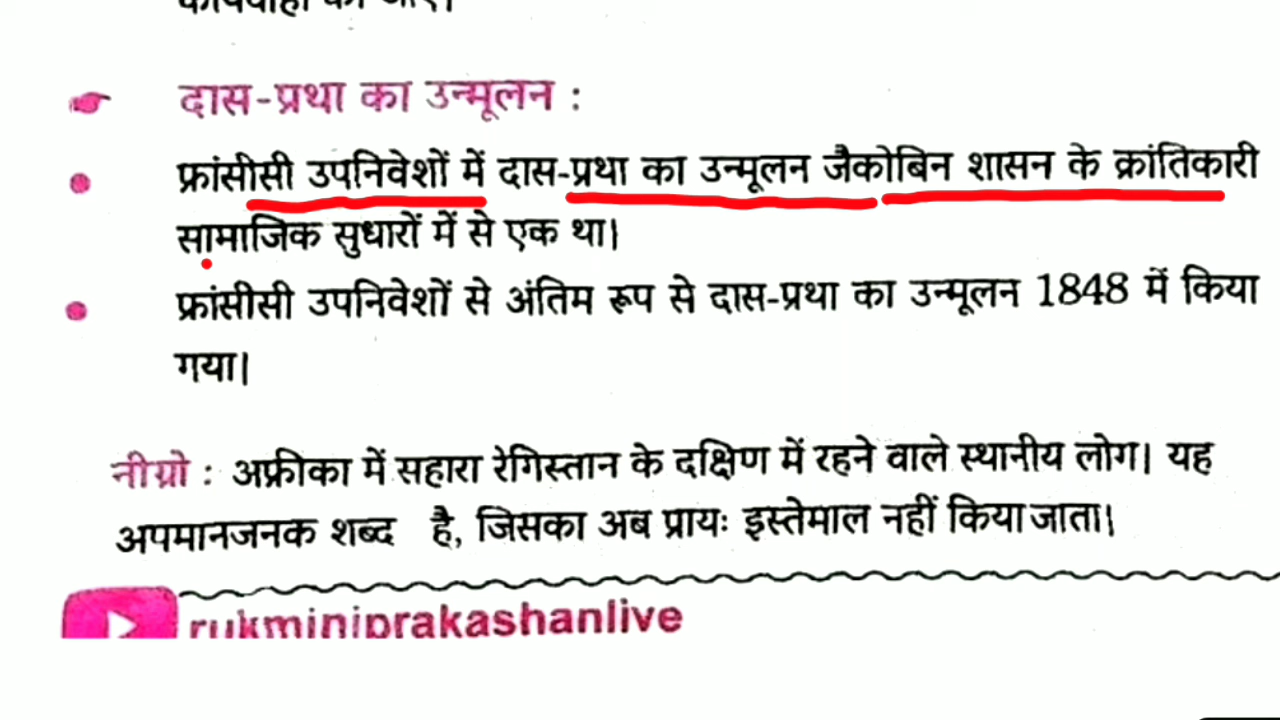 दास-प्रथा का उन्मूलन :
फ्रांसीसी उपनिवेशों में दास-प्रथा का उन्मूलन जैकोबिन शासन के क्रांतिकारी
सामाजिक सुधारों में से एक था।
फ्रांसीसी उपनिवेशों से अंतिम रूप से दास-प्रथा का उन्मूलन 1848 में किया
गया।
नीग्रो : अफ्रीका में सहारा रेगिस्तान के दक्षिण में रहने वाले स्थानीय लोग। यह
अपमानजनक शब्द है, जिसका अब प्रायः इस्तेमाल नहीं किया जाता।
rukminiprakashanlive